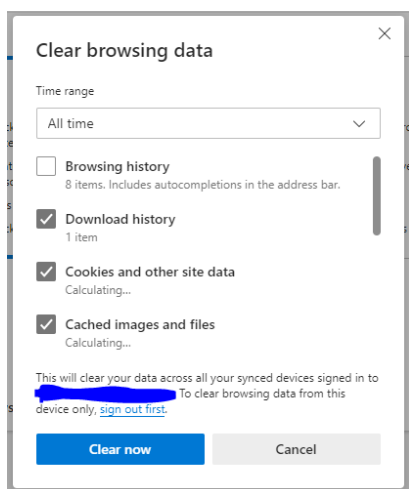 Clear browsing data
Time range
All time
Browsing history
8 items. Includes autocompletions in the address bar.
Download history
1 item
Cookies and other site data
Calculating...
Cached images and files
Calculating...
This will clear your data across all your synced devices signed in to
To clear browsing data from this
device only, sign out first.
Clear now
Cancel